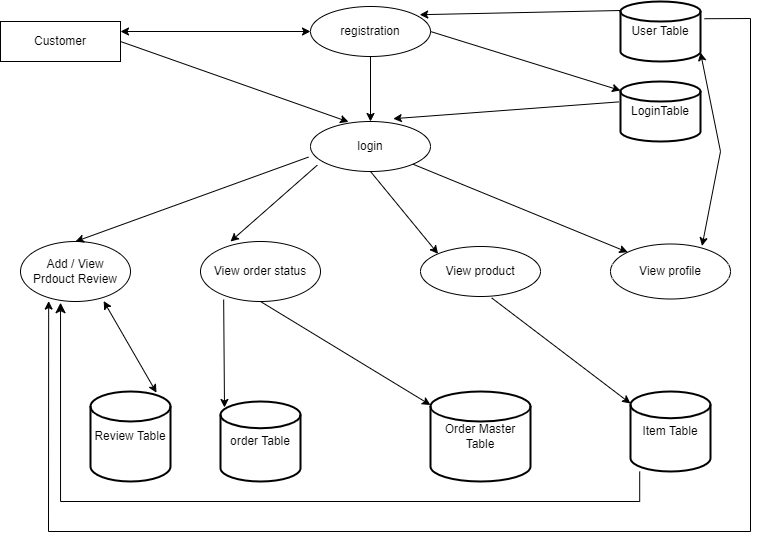 Customer
registration
User Table
LoginTable
login
Add / View
Prdouct Review
View order status
View product
View profile
Review Table
order Table
Order Master
Table
Item Table